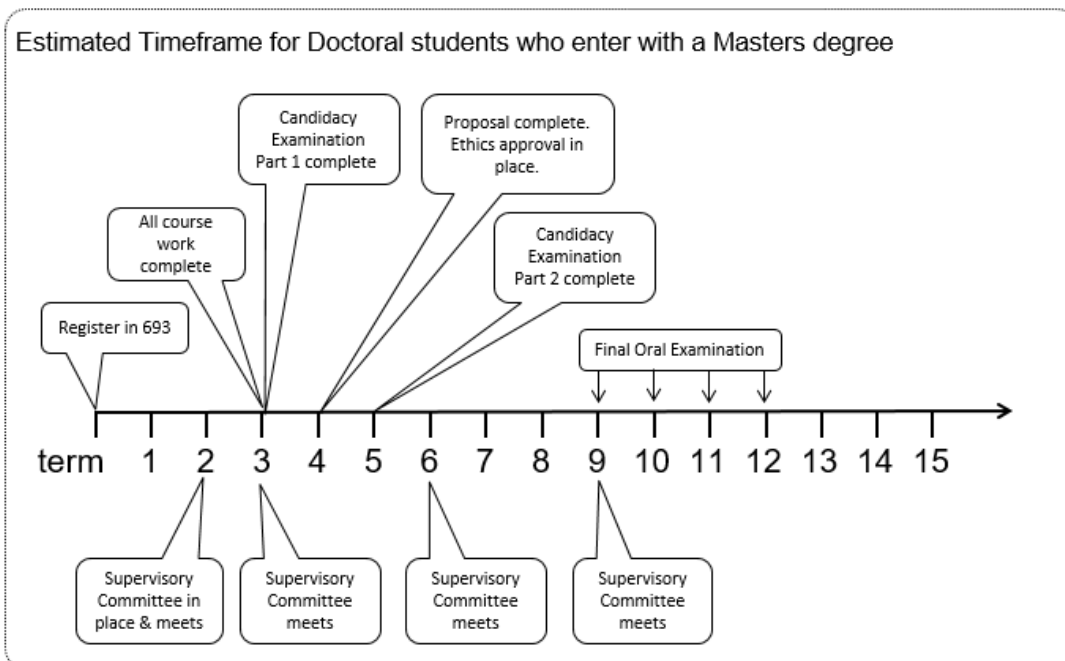 Estimated Timeframe for Doctoral students who enter with a Masters degree
Candidacy
Examination
Part 1 complete
Proposal complete.
Ethics approval in
place.
All course
work
complete
Candidacy
Examination
Part 2 complete
Register in 693
Final Oral Examination
term 1 2 3 4 5 6 7 8 9 10 11 12 13 14 15
Supervisory
Committee in
place & meets
Supervisory
Committee
meets
Supervisory
Committee
meets
Supervisory
Committee
meets